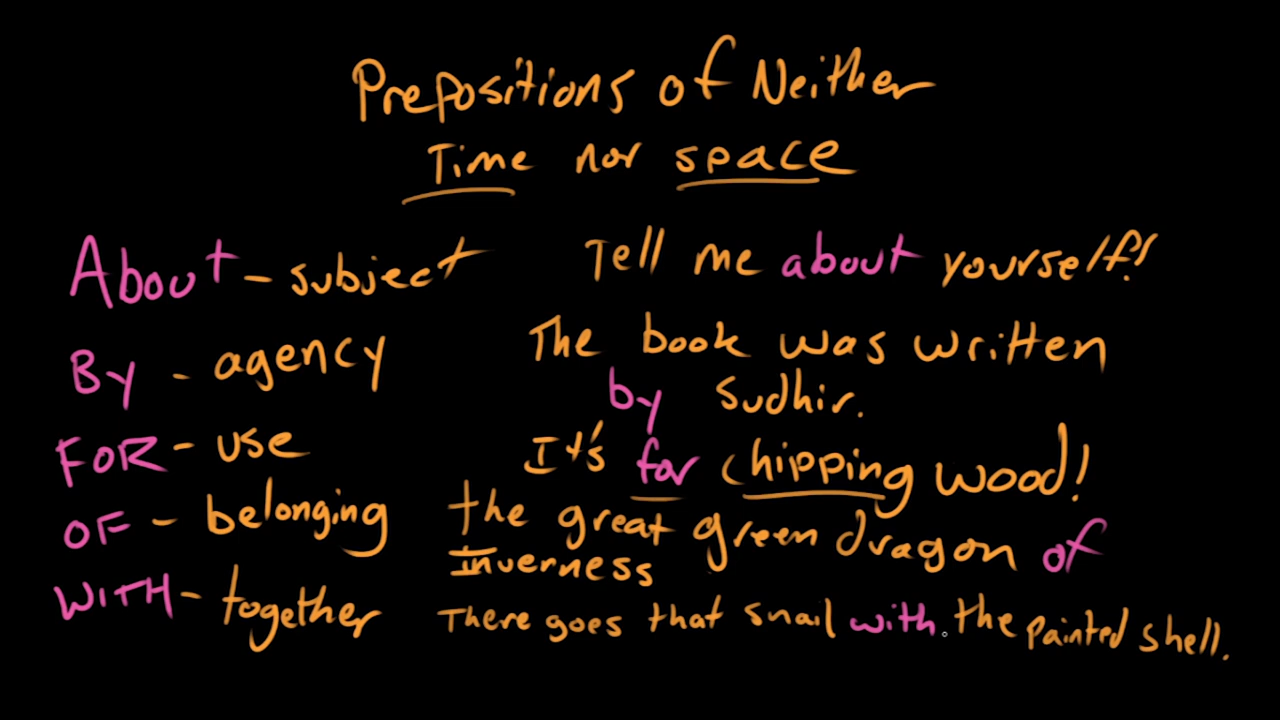 Prepositions of Neither
Time nor space
About - subject Tell me about yourself!
By - agency The book was written
by Sudhir.
FOR - use It's for chipping wood!
OF - belonging the great green dragon of
Inverness
WITH - together There goes that snail with the painted shell.